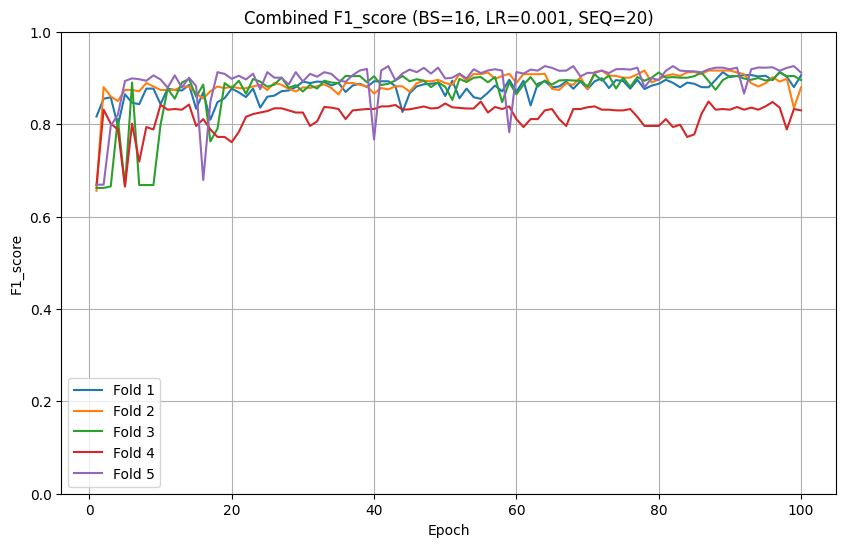 Combined F1_score (BS=16, LR=0.001, SEQ=20)
F1_score
1.0
0.8
0.6
0.4
0.2
0.0
Fold 1
Fold 2
Fold 3
Fold 4
Fold 5
0 20 40 60 80 100
Epoch